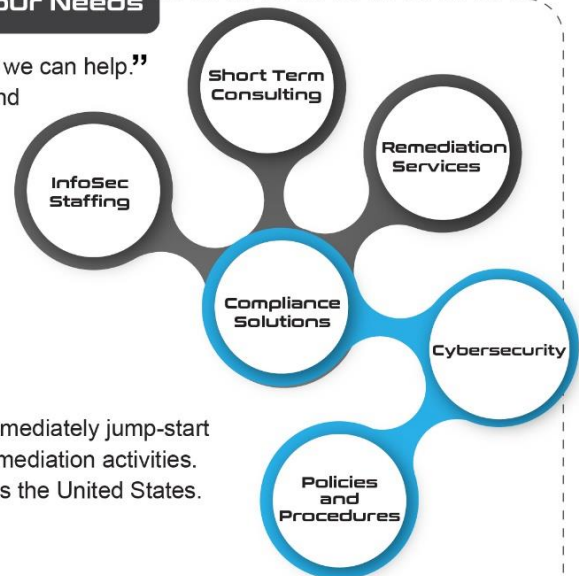 our Needs
we can help.”
nd
Short Term
Consulting
Remediation
Services
InfoSec
Staffing
Compliance
Solutions
Cybersecurity
mediately jump-start
mediation activities.
s the United States.
Policies
and
Procedures